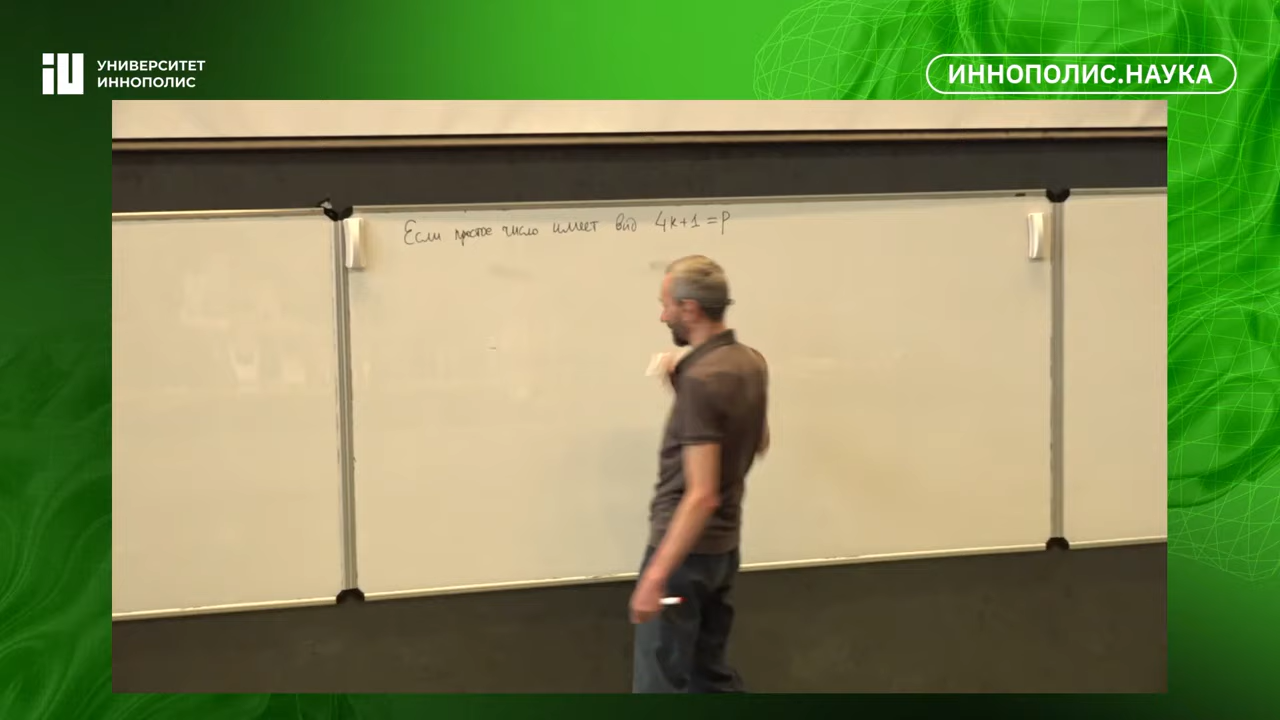 УНИВЕРСИТЕТ
ИННОПОЛИС
ИННОПОЛИС.НАУКА
Если простое число имеет вид 4k+1=p